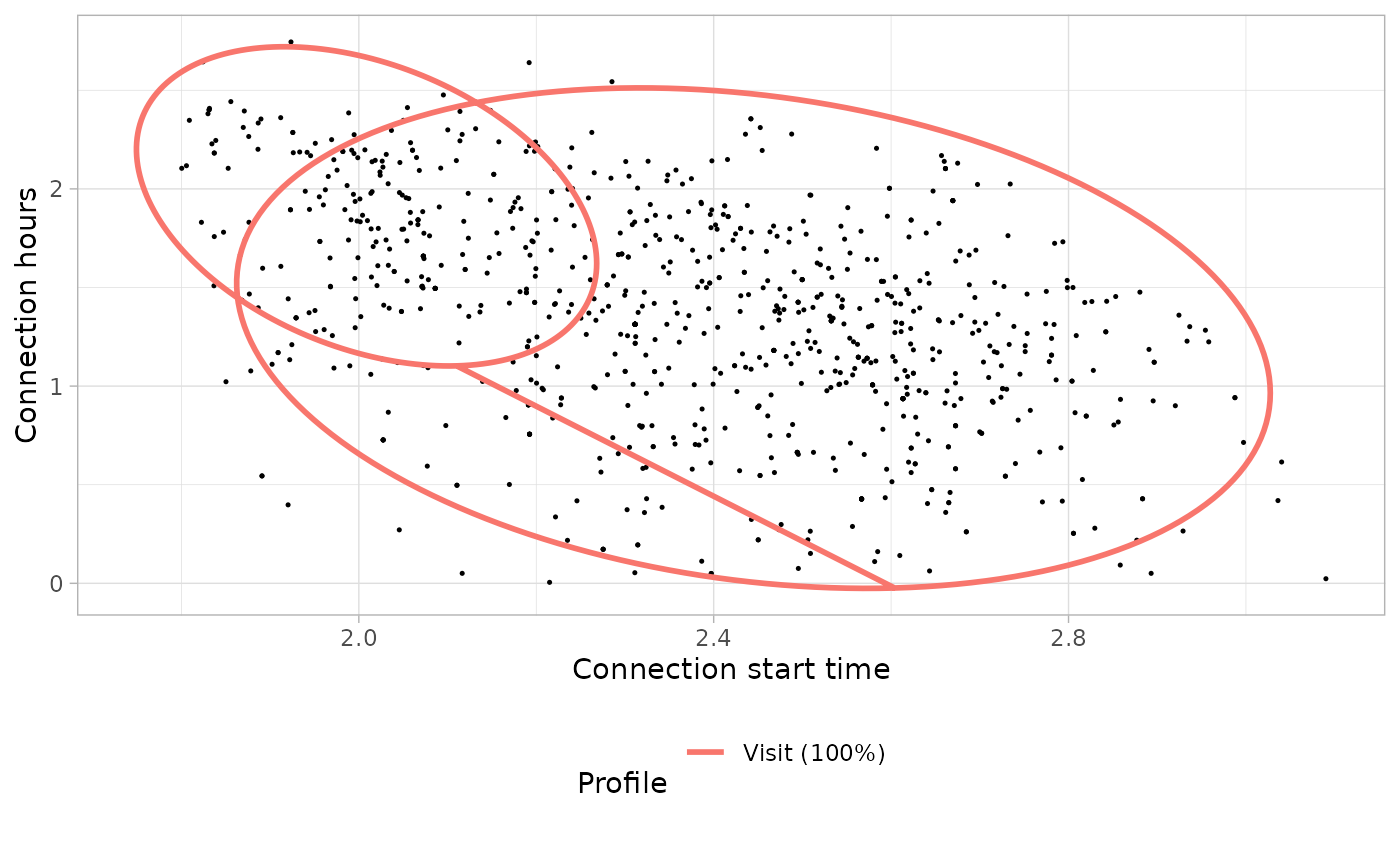 Connection hours
2
1
0
2.0 2.4 2.8
Connection start time
Visit (100%)
Profile